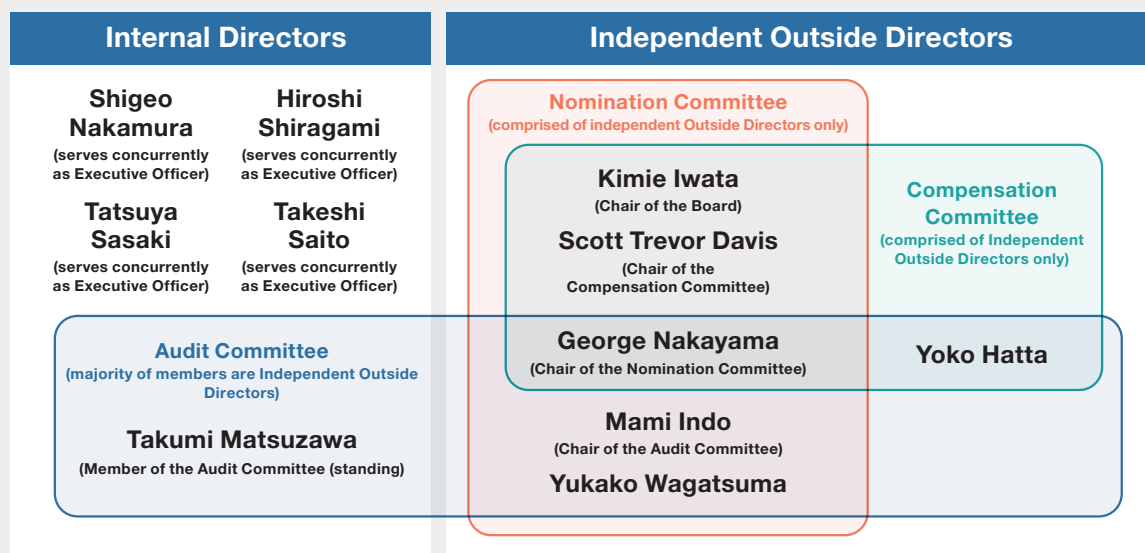 Internal Directors
Shigeo
Nakamura
(serves concurrently
as Executive Officer)
Hiroshi
Shiragami
(serves concurrently
as Executive Officer)
Tatsuya
Sasaki
(serves concurrently
as Executive Officer)
Takeshi
Saito
(serves concurrently
as Executive Officer)
Audit Committee
(majority of members are Independent Outside
Directors)
Takumi Matsuzawa
(Member of the Audit Committee (standing)
Independent Outside Directors
Nomination Committee
(comprised of independent Outside Directors only)
Kimie Iwata
(Chair of the Board)
Scott Trevor Davis
(Chair of the
Compensation Committee)
George Nakayama
(Chair of the Nomination Committee)
Mami Indo
(Chair of the Audit Committee)
Yukako Wagatsuma
Compensation
Committee
(comprised of Independent
Outside Directors only)
Yoko Hatta